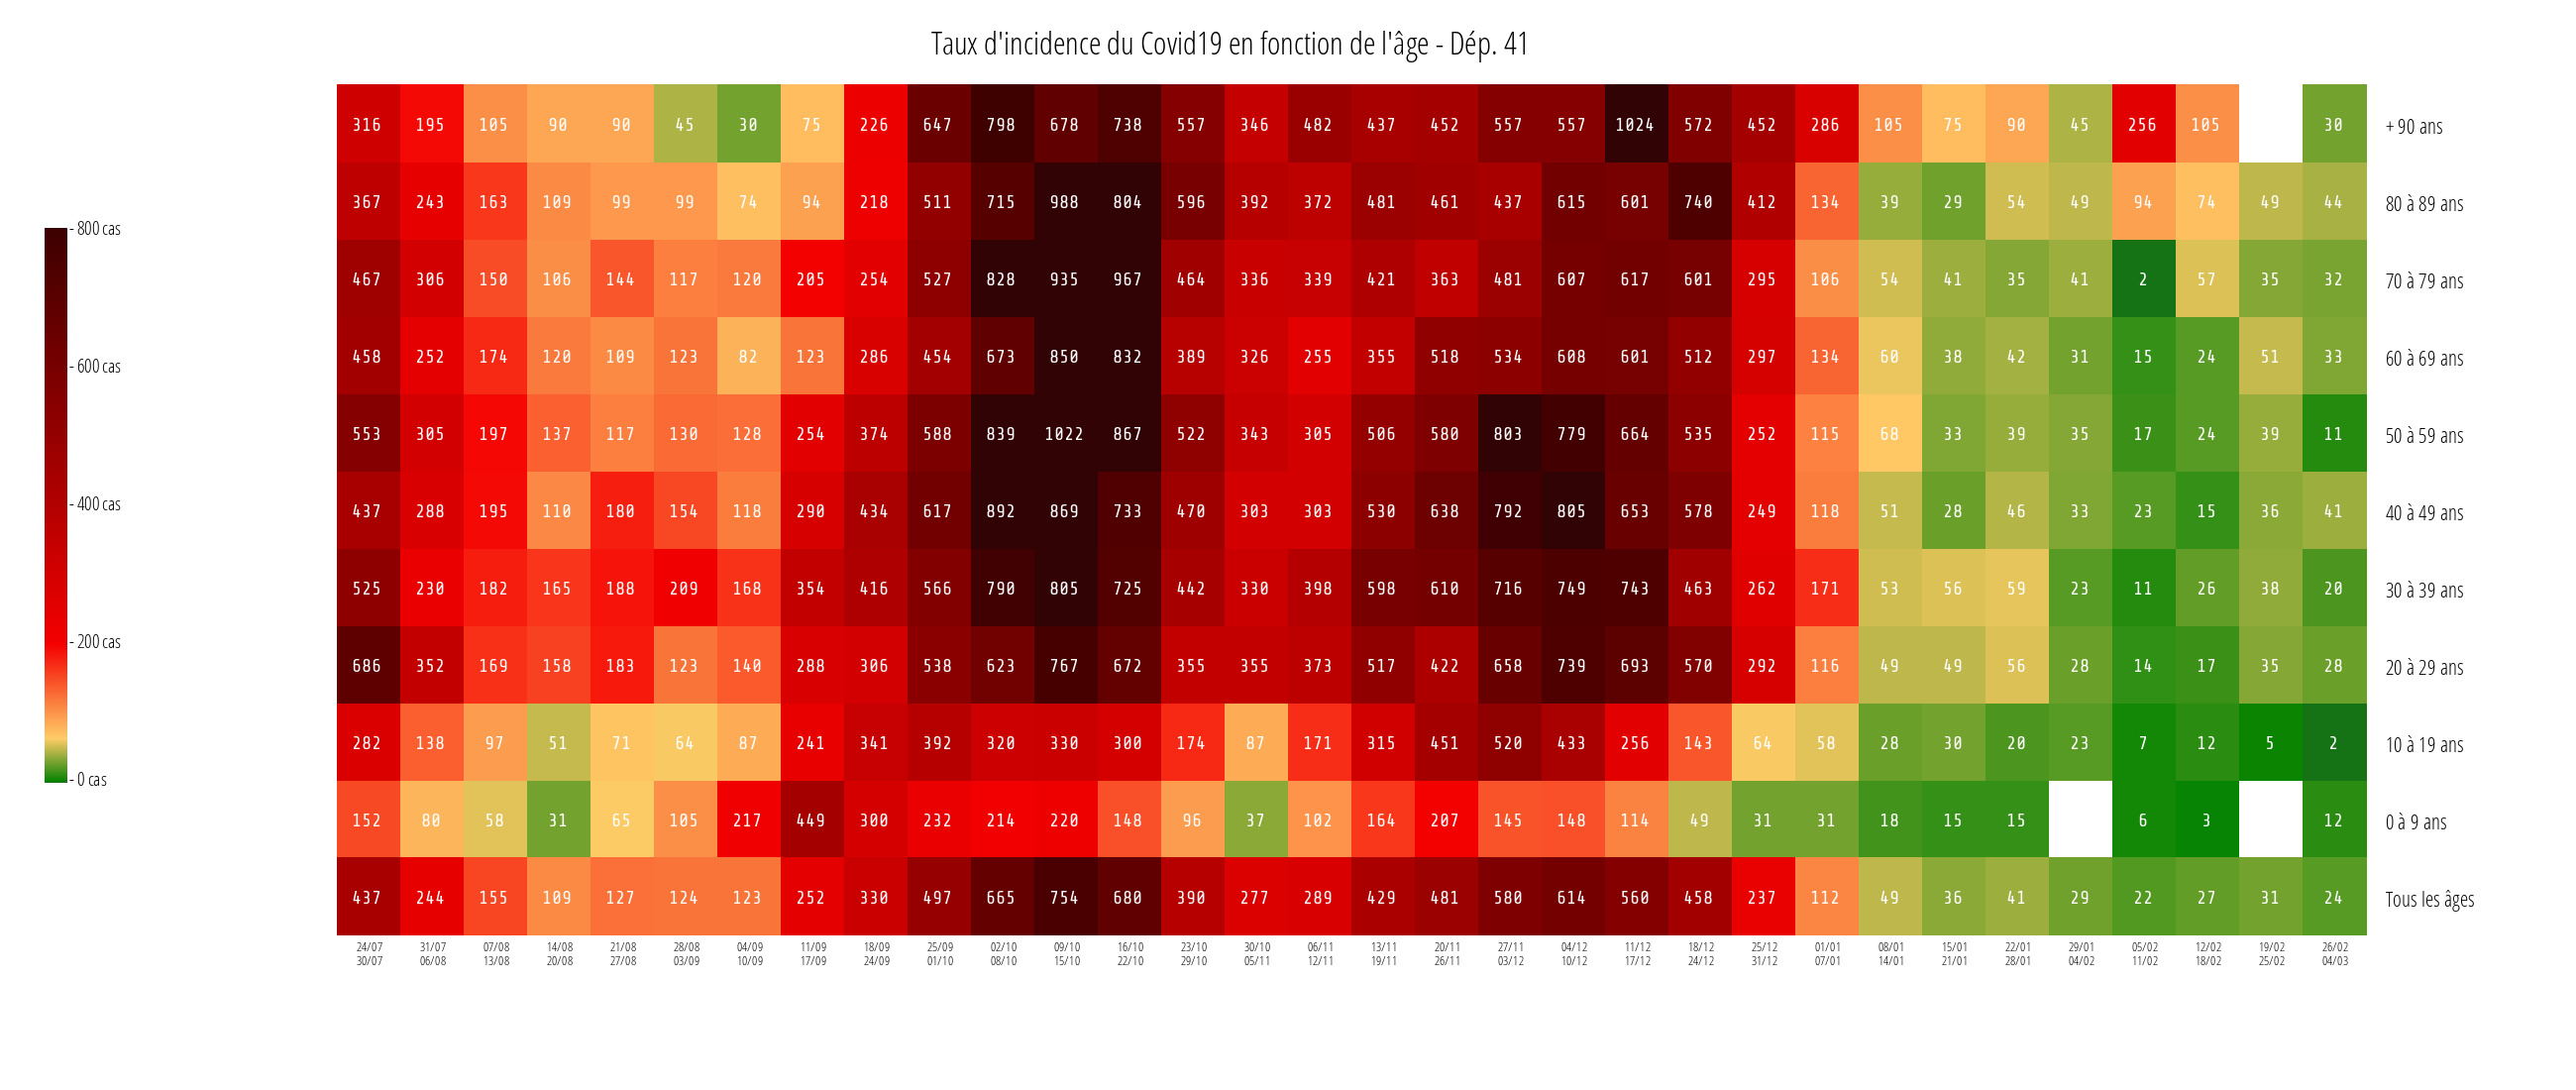 Taux d'incidence du Covid19 en fonction de l'âge - Dép. 41
316 195 105 90 90 45 30 75 226 647 798 678 738 557 346 482 437 452 557 557 1024 572 452 286 105 75 90 45 256 105 30 + 90 ans
367 243 163 109 99 99 74 94 218 511 715 988 804 596 392 372 481 461 437 615 601 740 412 134 39 29 54 49 94 74 49 44 80 à 89 ans
- 800 cas
467 306 150 106 144 117 120 205 254 527 828 935 967 464 336 339 421 363 481 607 617 601 295 106 54 41 35 41 2 57 35 32 70 à 79 ans
458 252 174 120 109 123 82 123 286 454 673 850 832 389 326 255 355 518 534 608 601 512 297 134 60 38 42 31 15 24 51 33 60 à 69 ans
- 600 cas
553 305 197 137 117 130 128 254 374 588 839 1022 867 522 343 305 506 580 803 779 664 535 252 115 68 33 39 35 17 24 39 11 50 à 59 ans
- 400 cas
437 288 195 110 180 154 118 290 434 617 892 869 733 470 303 303 530 638 792 805 653 578 249 118 51 28 46 33 23 15 36 41 40 à 49 ans
525 230 182 165 188 209 168 354 416 566 790 805 725 442 330 398 598 610 716 749 743 463 262 171 53 56 59 23 11 26 38 20 30 à 39 ans
- 200 cas
686 352 169 158 183 123 140 288 306 538 623 767 672 355 355 373 517 422 658 739 693 570 292 116 49 49 56 28 14 17 35 28 20 à 29 ans
282 138 97 51 71 64 87 241 341 392 320 330 300 174 87 171 315 451 520 433 256 143 64 58 28 30 20 23 7 12 5 2 10 à 19 ans
- 0 cas
152 80 58 31 65 105 217 449 300 232 214 220 148 96 37 102 164 207 145 148 114 49 31 31 18 15 15 6 3 12 0 à 9 ans
437 244 155 109 127 124 123 252 330 497 665 754 680 390 277 289 429 481 580 614 560 458 237 112 49 36 41 29 22 27 31 24 Tous les âges
24/07 31/07 07/08 14/08 21/08 28/08 04/09 11/09 18/09 25/09 02/10 09/10 16/10 23/10 30/10 06/11 13/11 20/11 27/11 04/12 11/12 18/12 25/12 01/01 08/01 15/01 22/01 29/01 05/02 12/02 19/02 26/02
30/07 06/08 13/08 20/08 27/08 03/09 10/09 17/09 24/09 01/10 08/10 15/10 22/10 29/10 05/11 12/11 19/11 26/11 03/12 10/12 17/12 24/12 31/12 07/01 14/01 21/01 28/01 04/02 11/02 18/02 25/02 04/03